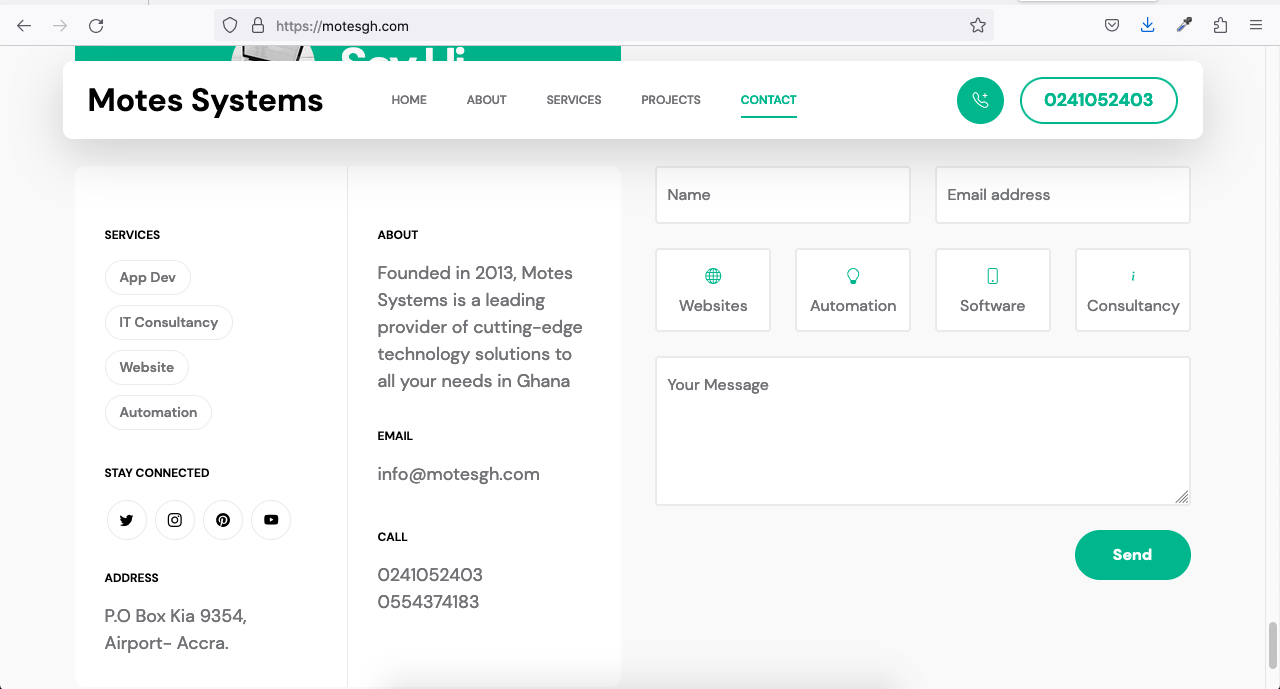 https://motesgh.com
Say Hi
Motes Systems
HOME
ABOUT
SERVICES
PROJECTS
CONTACT
0241052403
SERVICES
App Dev
IT Consultancy
Website
Automation
STAY CONNECTED
ADDRESS
P.O Box Kia 9354,
Airport- Accra.
ABOUT
Founded in 2013, Motes
Systems is a leading
provider of cutting-edge
technology solutions to
all your needs in Ghana
EMAIL
info@motesgh.com
CALL
0241052403
0554374183
Name
Email address
Websites
Automation
Software
i
Consultancy
Your Message
Send